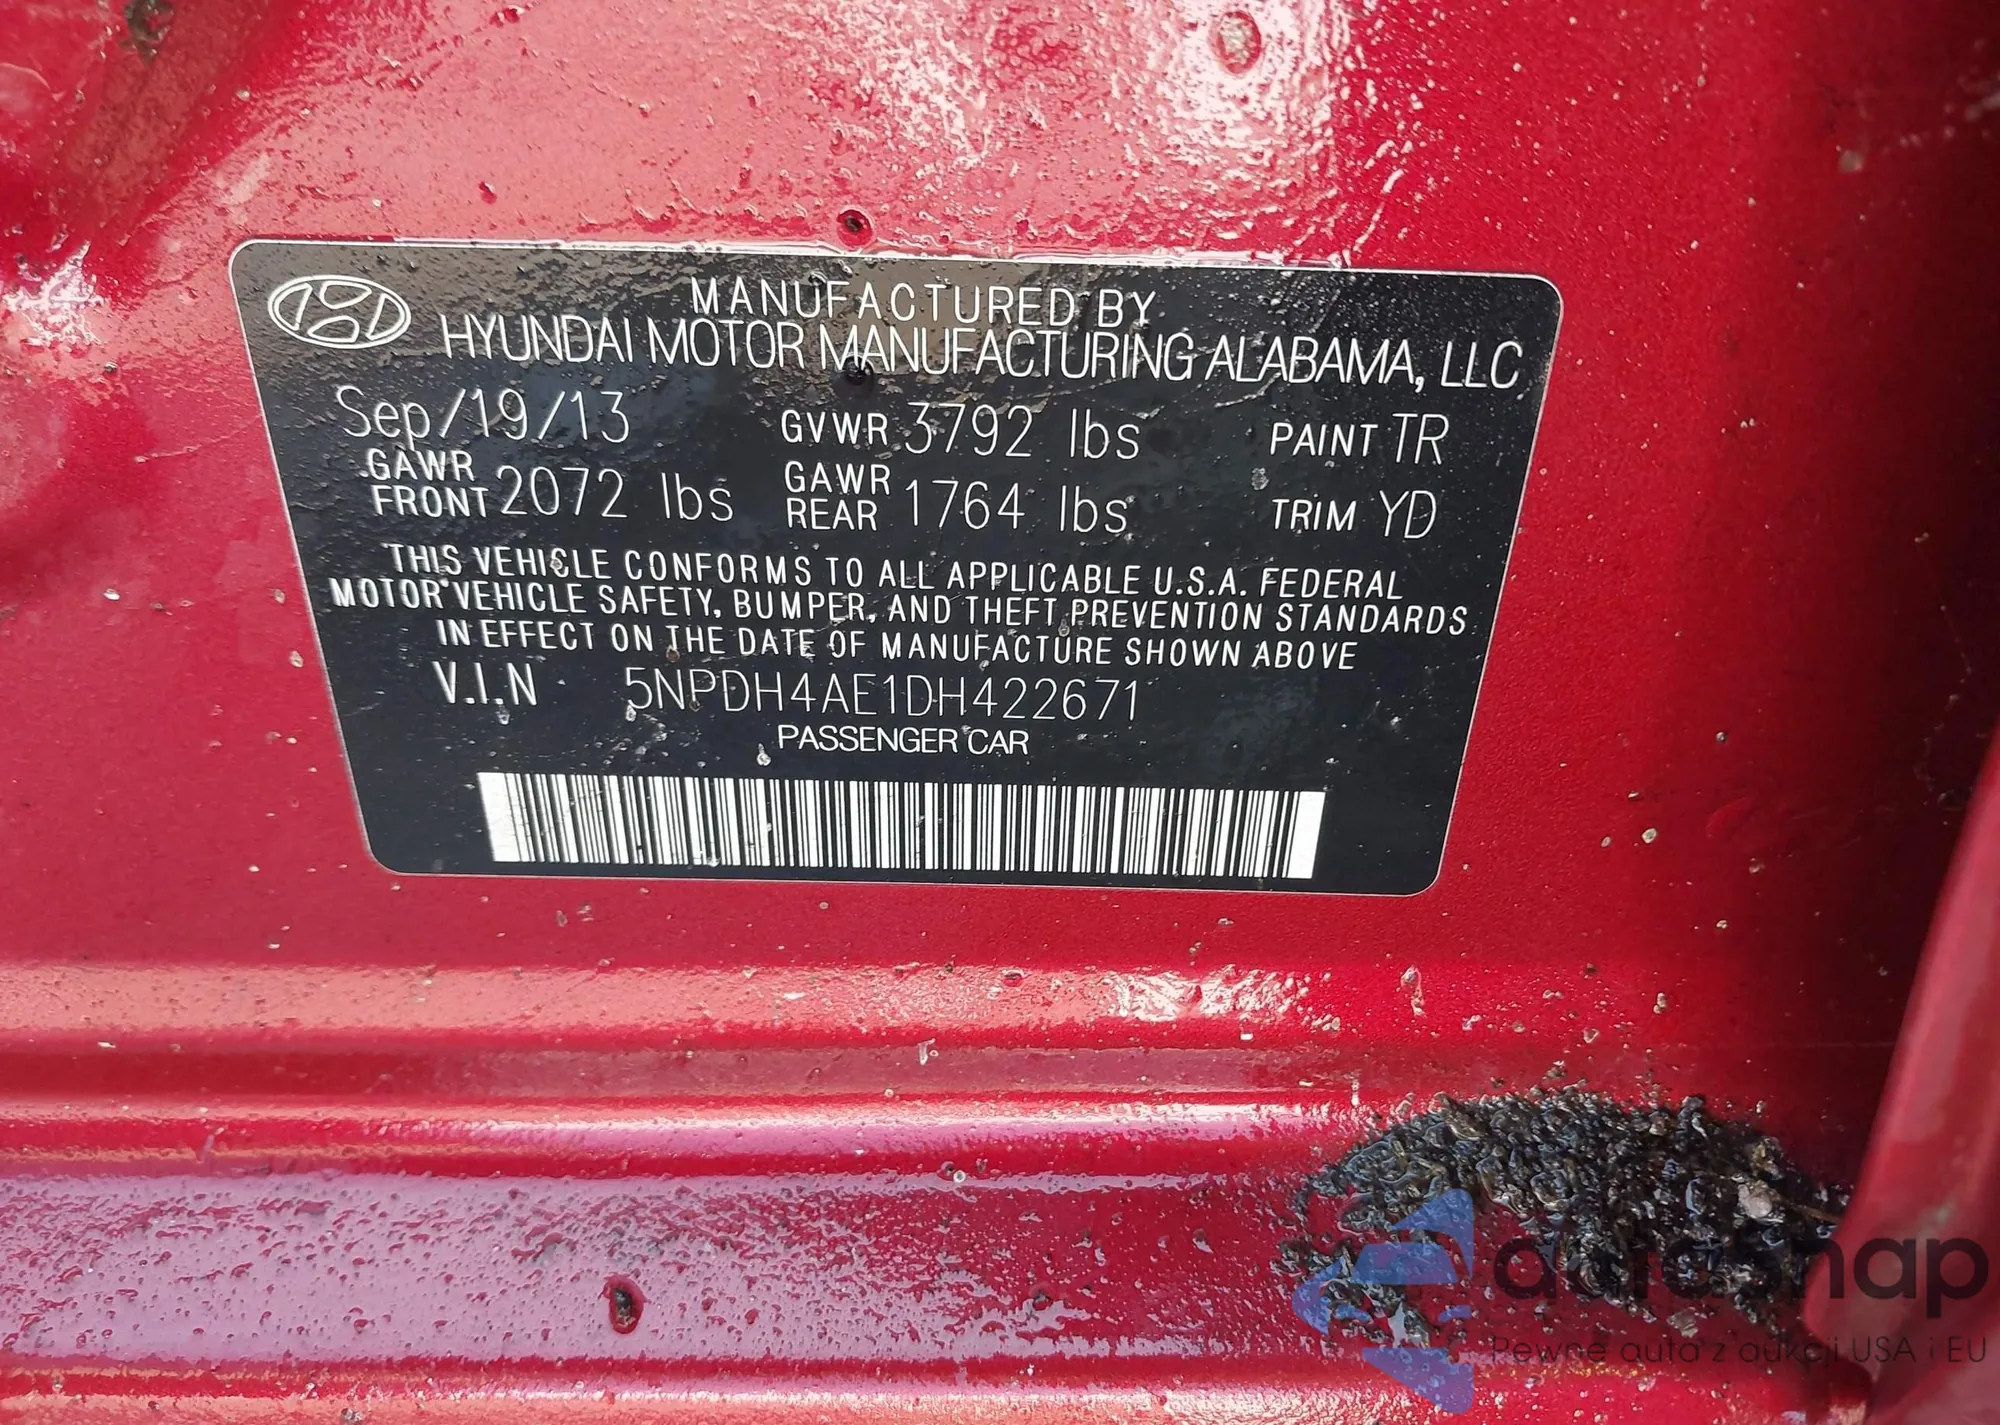 MANUFACTURED BY
HYUNDAI MOTOR MANUFACTURING ALABAMA, LLC
Sep/19/13 GVWR 3792 lbs PAINT TR
GAWR FRONT 2072 lbs GAWR REAR 1764 lbs TRIM YD
THIS VEHICLE CONFORMS TO ALL APPLICABLE U.S.A. FEDERAL
MOTOR VEHICLE SAFETY, BUMPER, AND THEFT PREVENTION STANDARDS
IN EFFECT ON THE DATE OF MANUFACTURE SHOWN ABOVE
V.I.N 5NPDH4AE1DH422671
PASSENGER CAR
autosnap
Pewne auta z aukcji USA i EU